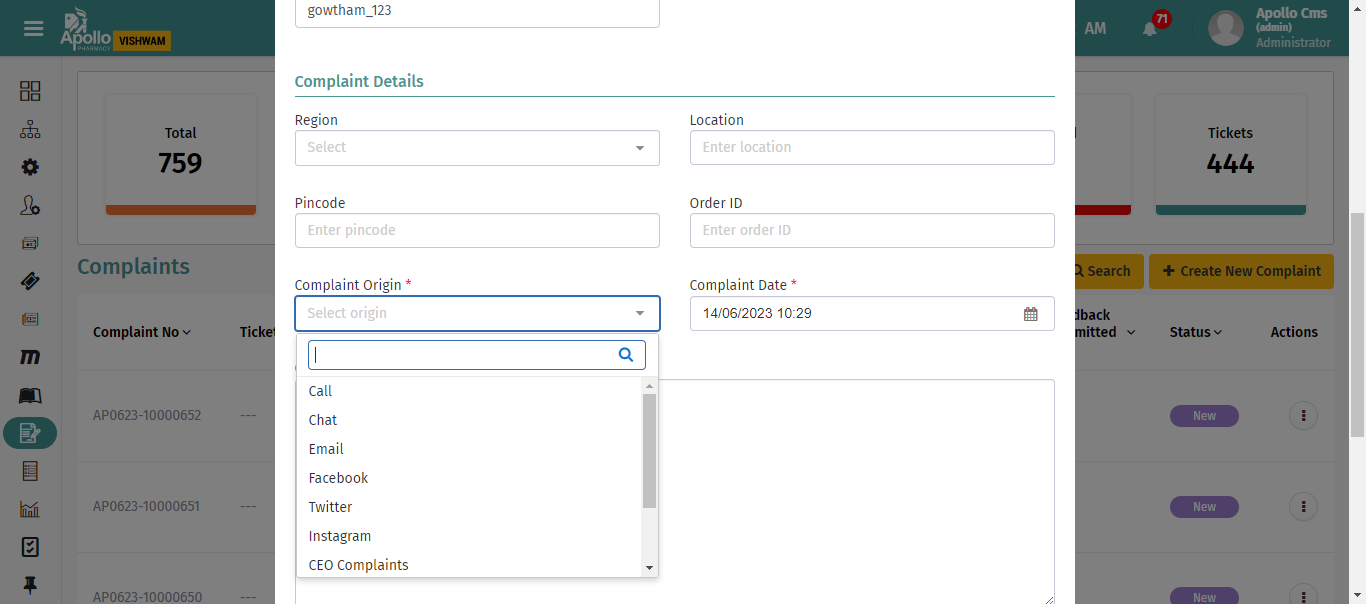 gowtham_123
Apollo
PHARMACY
VISHWAM
AM
71
Apollo Cms
(admin)
Administrator
Total
759
Tickets
444
Complaint Details
Region
Location
Select
Enter location
Pincode
Order ID
Enter pincode
Enter order ID
Complaints
Search
Create New Complaint
Complaint Origin *
Complaint Date *
Select origin
14/06/2023 10:29
Complaint No
Ticket
dback
mitted
Status
Actions
Call
Chat
Email
Facebook
Twitter
Instagram
CEO Complaints
AP0623-10000652
---
New
AP0623-10000651
---
New
AP0623-10000650
---
New